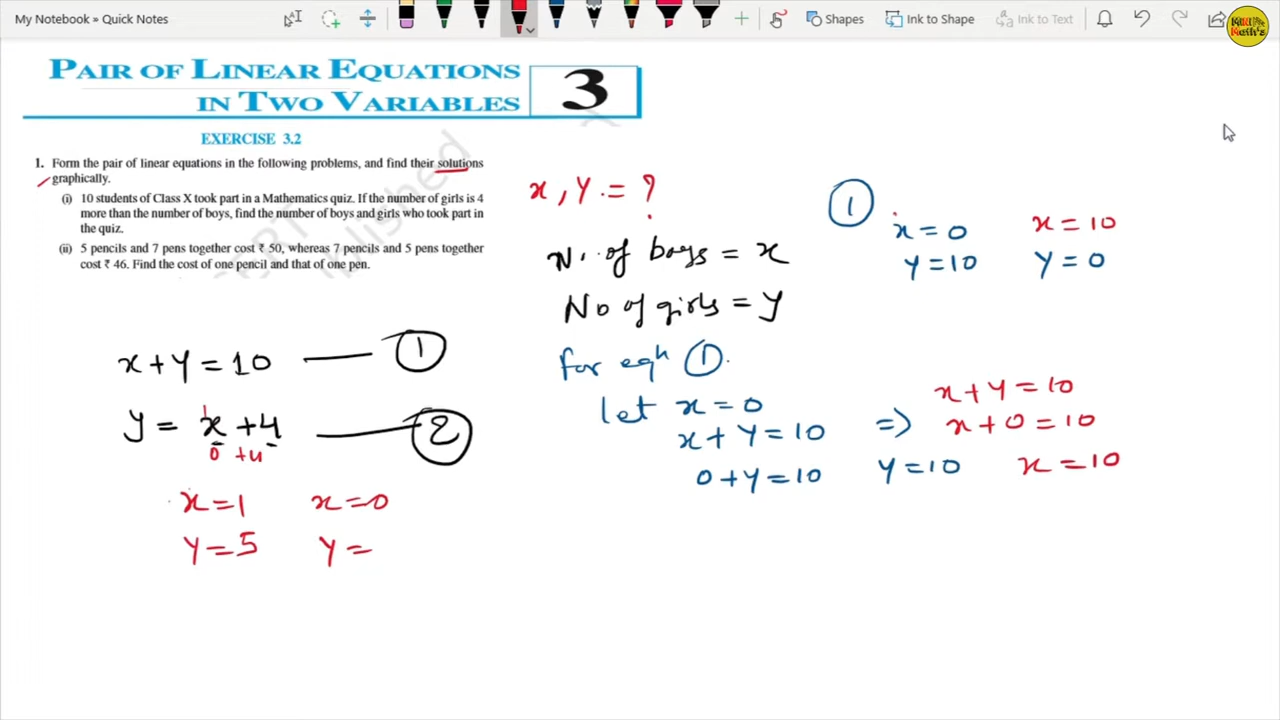 My Notebook » Quick Notes
Shapes
Ink to Shape
Ink to Text
PAIR OF LINEAR EQUATIONS
IN TWO VARIABLES
3
EXERCISE 3.2
1. Form the pair of linear equations in the following problems, and find their solutions
graphically.
(i) 10 students of Class X took part in a Mathematics quiz. If the number of girls is 4
more than the number of boys, find the number of boys and girls who took part in
the quiz.
(ii) 5 pencils and 7 pens together cost ₹ 50, whereas 7 pencils and 5 pens together
cost ₹ 46. Find the cost of one pencil and that of one pen.
x + y = 10 — ①
y = x + 4 — ②
1
0 + 4
x = 1 x = 0
y = 5 y =
x, y = ?
N. of boys = x
No of girls = y
for eqn ①.
let x = 0
x + y = 10 =>
0 + y = 10 y = 10
①
x = 0 x = 10
y = 10 y = 0
x + y = 10
x + 0 = 10
x = 10